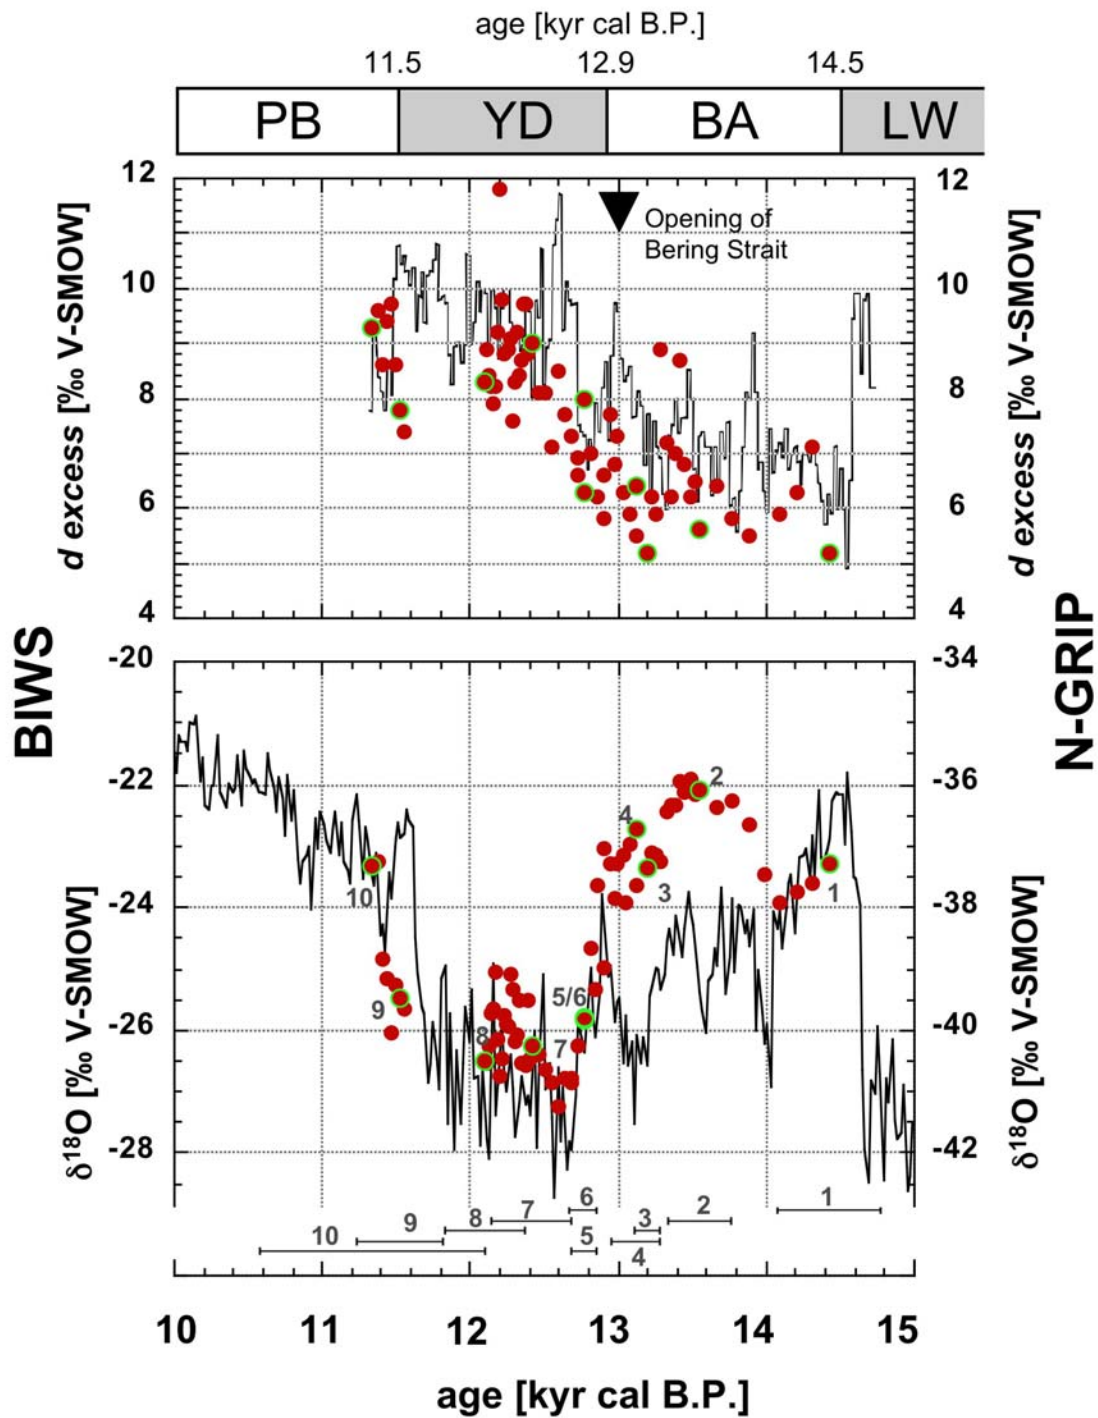 age [kyr cal B.P.]
11.5 12.9 14.5
PB YD BA LW
12 12
Opening of
Bering Strait
10 10
8 8
6 6
4 4
d excess [‰ V-SMOW]
d excess [‰ V-SMOW]
BIWS
N-GRIP
-20 -34
-22 -36
-24 -38
-26 -40
-28 -42
δ18O [‰ V-SMOW]
δ18O [‰ V-SMOW]
2
4
3
1
10
9
5/6
8
7
6
1
7
2
9 8
3
10
5
4
10 11 12 13 14 15
age [kyr cal B.P.]